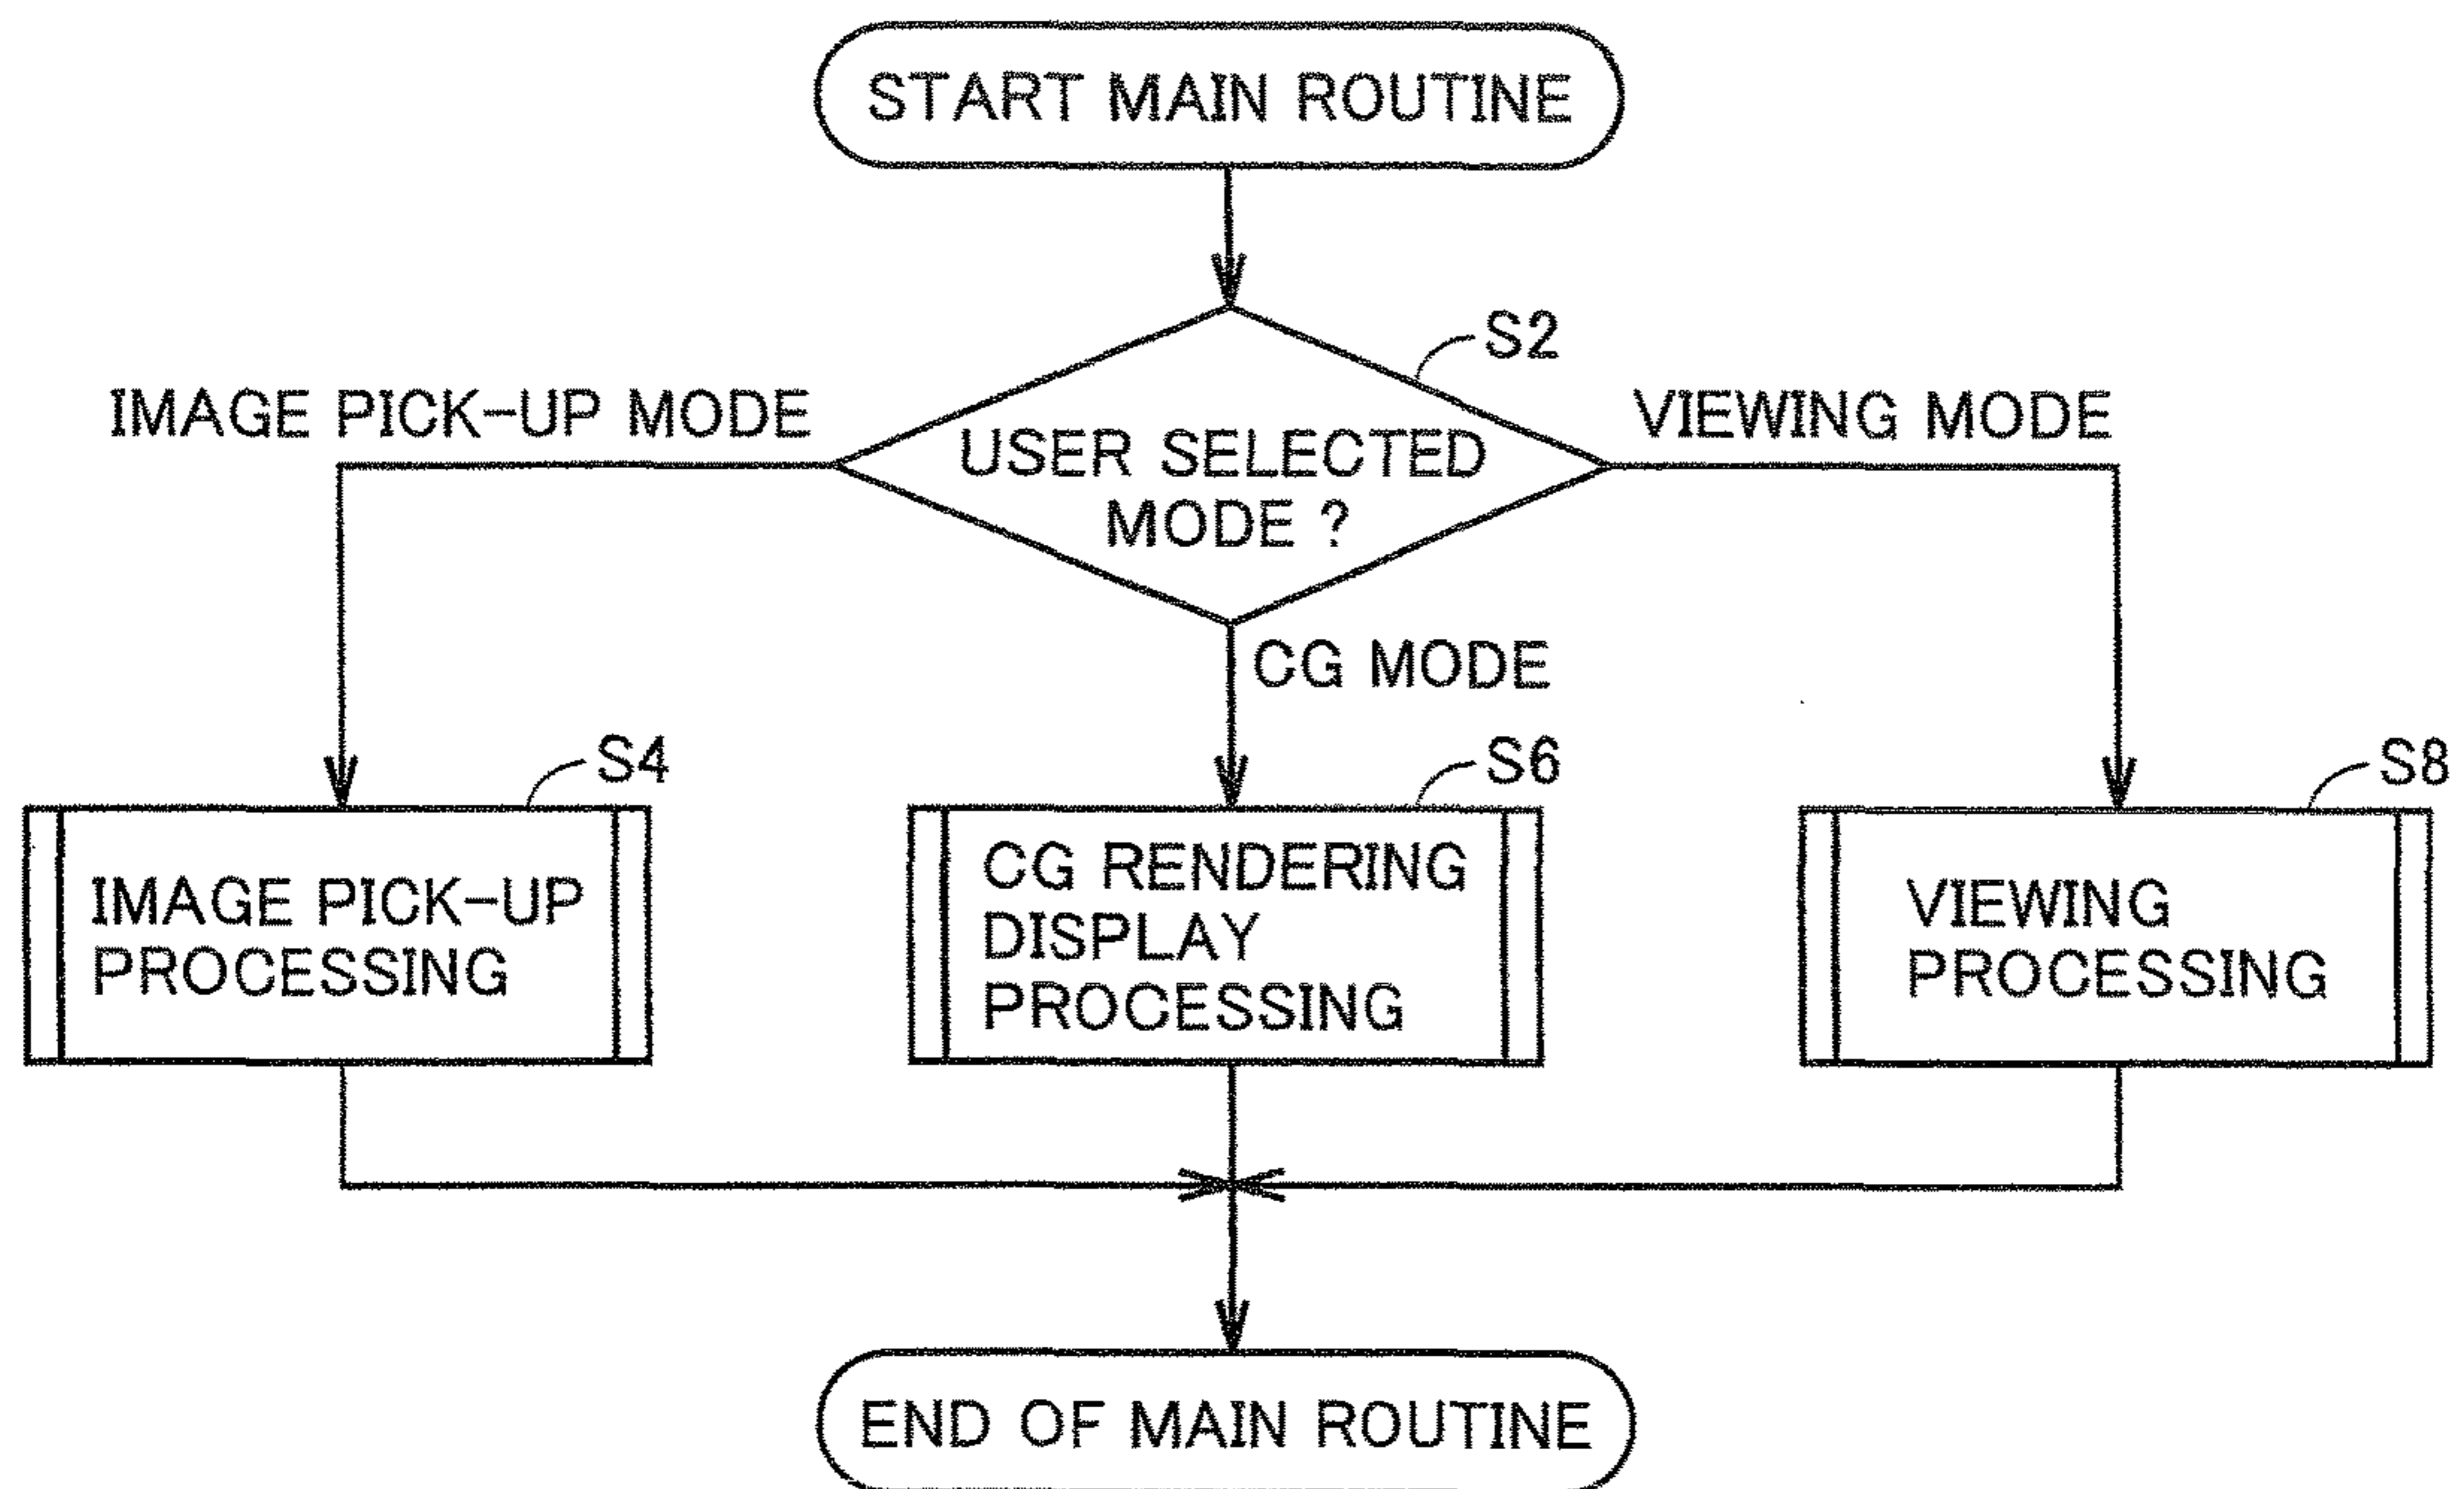 START MAIN ROUTINE
S2
IMAGE PICK-UP MODE
VIEWING MODE
USER SELECTED
MODE ?
CG MODE
S4
S6
S8
IMAGE PICK-UP
PROCESSING
CG RENDERING
DISPLAY
PROCESSING
VIEWING
PROCESSING
END OF MAIN ROUTINE